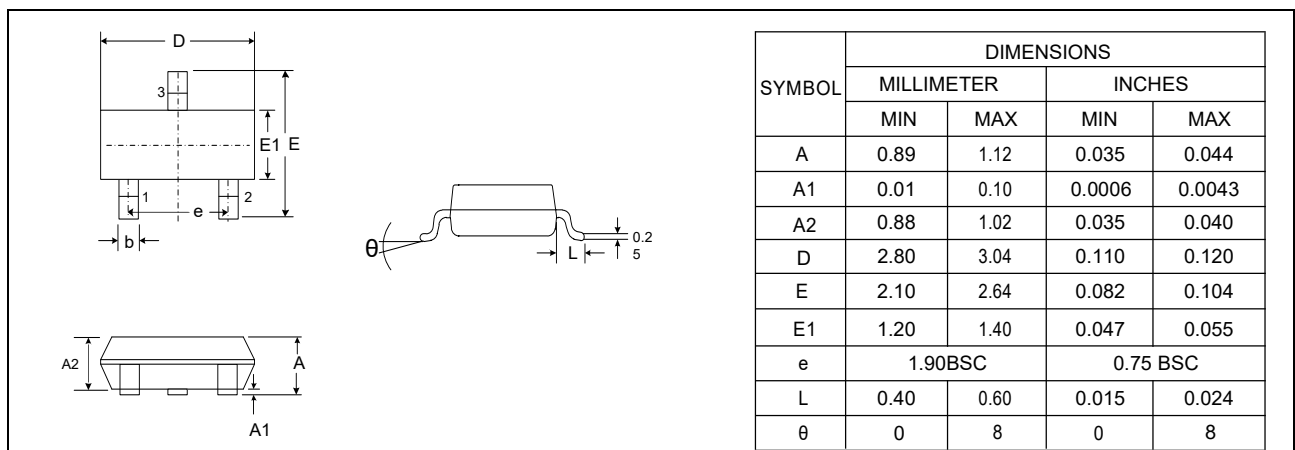 D
3
E1 E
1 2
e
b
θ
L
0.2
5
A2
A
A1
DIMENSIONS
SYMBOL MILLIMETER INCHES
MIN MAX MIN MAX
A 0.89 1.12 0.035 0.044
A1 0.01 0.10 0.0006 0.0043
A2 0.88 1.02 0.035 0.040
D 2.80 3.04 0.110 0.120
E 2.10 2.64 0.082 0.104
E1 1.20 1.40 0.047 0.055
e 1.90BSC 0.75 BSC
L 0.40 0.60 0.015 0.024
θ 0 8 0 8